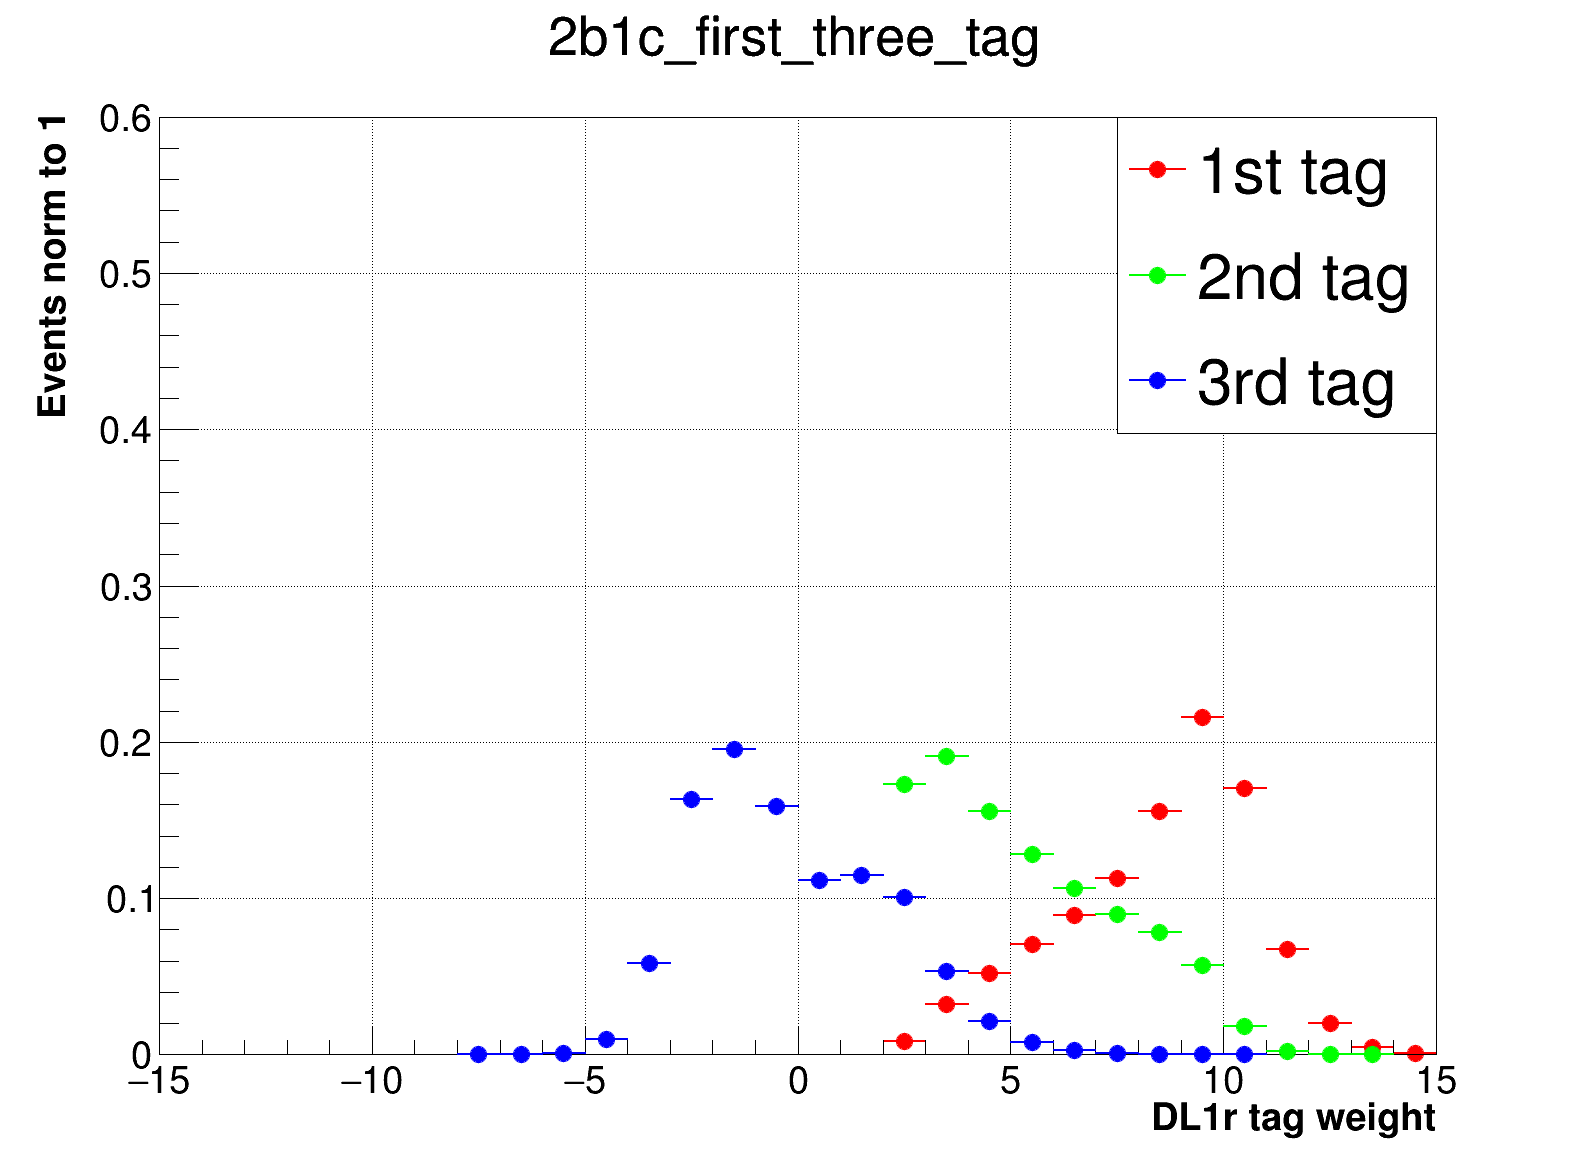 2b1c_first_three_tag
Events norm to 1
0.6
0.5
0.4
0.3
0.2
0.1
0
1st tag
2nd tag
3rd tag
−15 −10 −5 0 5 10 15
DL1r tag weight